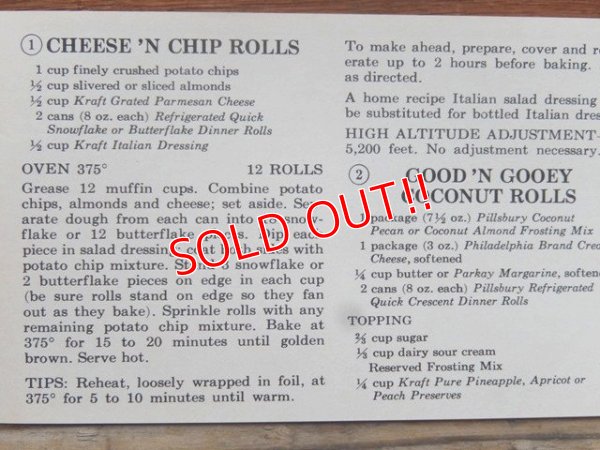 ① CHEESE 'N CHIP ROLLS
1 cup finely crushed potato chips
½ cup slivered or sliced almonds
½ cup Kraft Grated Parmesan Cheese
2 cans (8 oz. each) Refrigerated Quick
Snowflake or Butterflake Dinner Rolls
½ cup Kraft Italian Dressing
OVEN 375° 12 ROLLS
Grease 12 muffin cups. Combine potato
chips, almonds and cheese; set aside. Sep-
arate dough from each can into snow-
flake or 12 butterflake Dip each
piece in salad dressing; coat both sides with
potato chip mixture. Stand 3 snowflake or
2 butterflake pieces on edge in each cup
(be sure rolls stand on edge so they fan
out as they bake). Sprinkle rolls with any
remaining potato chip mixture. Bake at
375° for 15 to 20 minutes until golden
brown. Serve hot.
TIPS: Reheat, loosely wrapped in foil, at
375° for 5 to 10 minutes until warm.
To make ahead, prepare, cover and re
erate up to 2 hours before baking.
as directed.
A home recipe Italian salad dressing
be substituted for bottled Italian dres
HIGH ALTITUDE ADJUSTMENT—
5,200 feet. No adjustment necessary.
② GOOD 'N GOOEY
COCONUT ROLLS
1 package (7½ oz.) Pillsbury Coconut
Pecan or Coconut Almond Frosting Mix
1 package (3 oz.) Philadelphia Brand Crea
Cheese, softened
¼ cup butter or Parkay Margarine, softene
2 cans (8 oz. each) Pillsbury Refrigerated
Quick Crescent Dinner Rolls
TOPPING
⅔ cup sugar
½ cup dairy sour cream
Reserved Frosting Mix
¼ cup Kraft Pure Pineapple, Apricot or
Peach Preserves
SOLD OUT!!